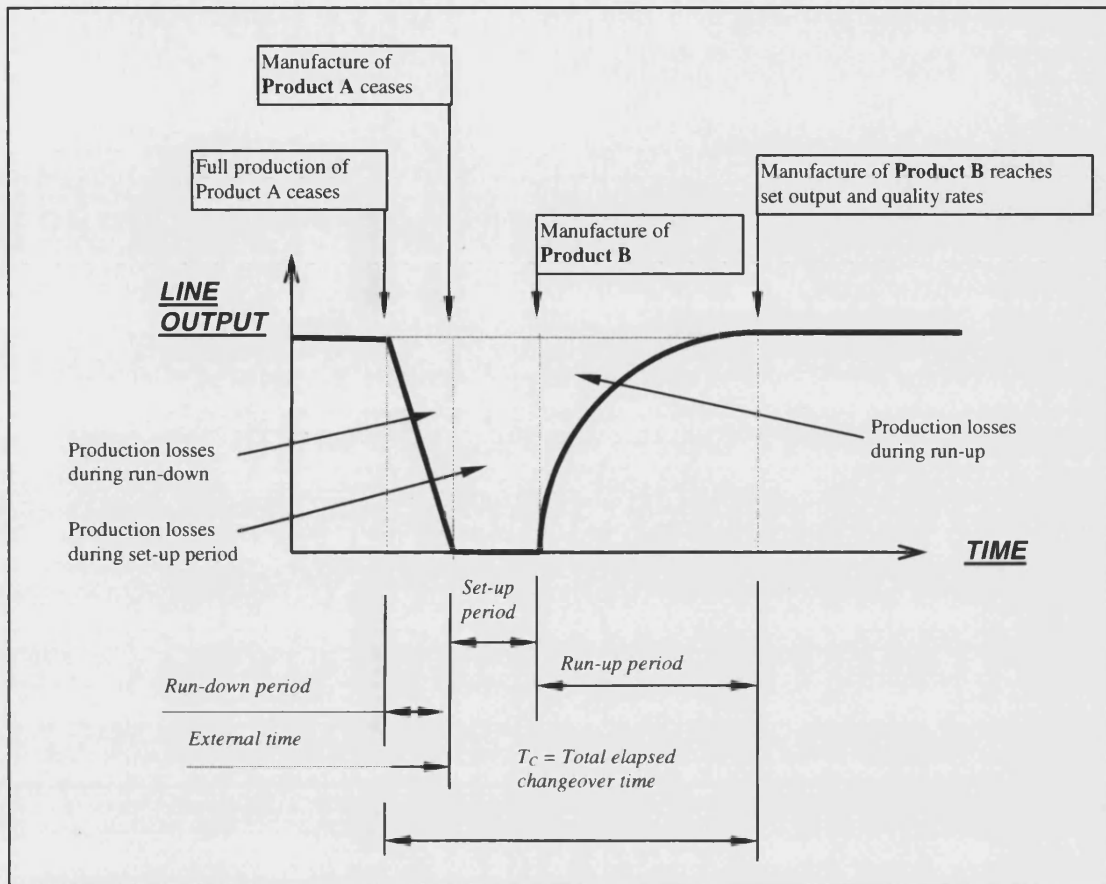 Manufacture of
Product A ceases
Full production of
Product A ceases
Manufacture of Product B reaches
set output and quality rates
Manufacture of
Product B
LINE
OUTPUT
Production losses
during run-down
Production losses
during run-up
Production losses
during set-up period
TIME
Set-up
period
Run-up period
Run-down period
External time
TC = Total elapsed
changeover time